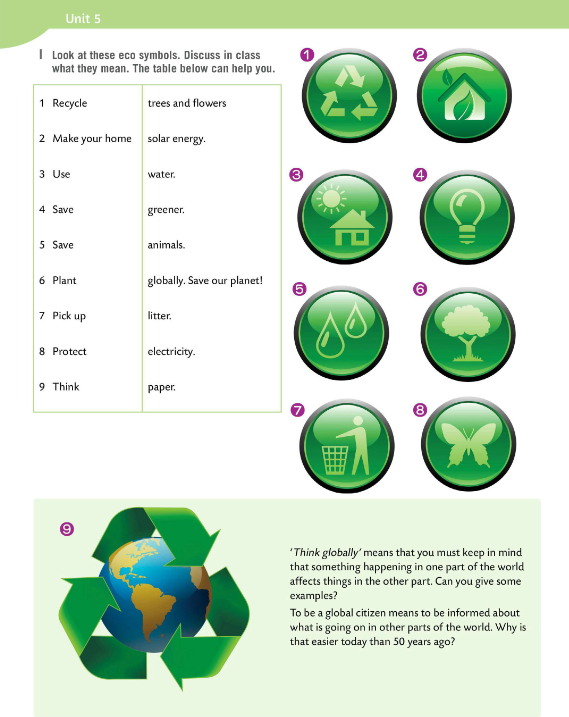 Unit 5
1 Look at these eco symbols. Discuss in class
what they mean. The table below can help you.
1 Recycle trees and flowers
2 Make your home solar energy.
3 Use water.
4 Save greener.
5 Save animals.
6 Plant globally. Save our planet!
7 Pick up litter.
8 Protect electricity.
9 Think paper.
1
2
3
4
5
6
7
8
9
'Think globally' means that you must keep in mind
that something happening in one part of the world
affects things in the other part. Can you give some
examples?
To be a global citizen means to be informed about
what is going on in other parts of the world. Why is
that easier today than 50 years ago?